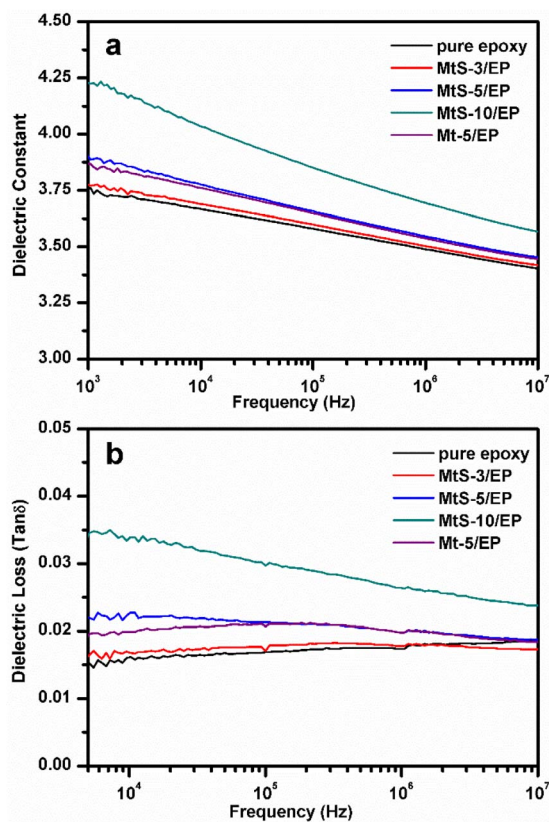 a
pure epoxy
MtS-3/EP
MtS-5/EP
MtS-10/EP
Mt-5/EP
Dielectric Constant
4.50
4.25
4.00
3.75
3.50
3.25
3.00
10³ 10⁴ 10⁵ 10⁶ 10⁷
Frequency (Hz)
b
pure epoxy
MtS-3/EP
MtS-5/EP
MtS-10/EP
Mt-5/EP
Dielectric Loss (Tanδ)
0.05
0.04
0.03
0.02
0.01
0.00
10⁴ 10⁵ 10⁶ 10⁷
Frequency (Hz)